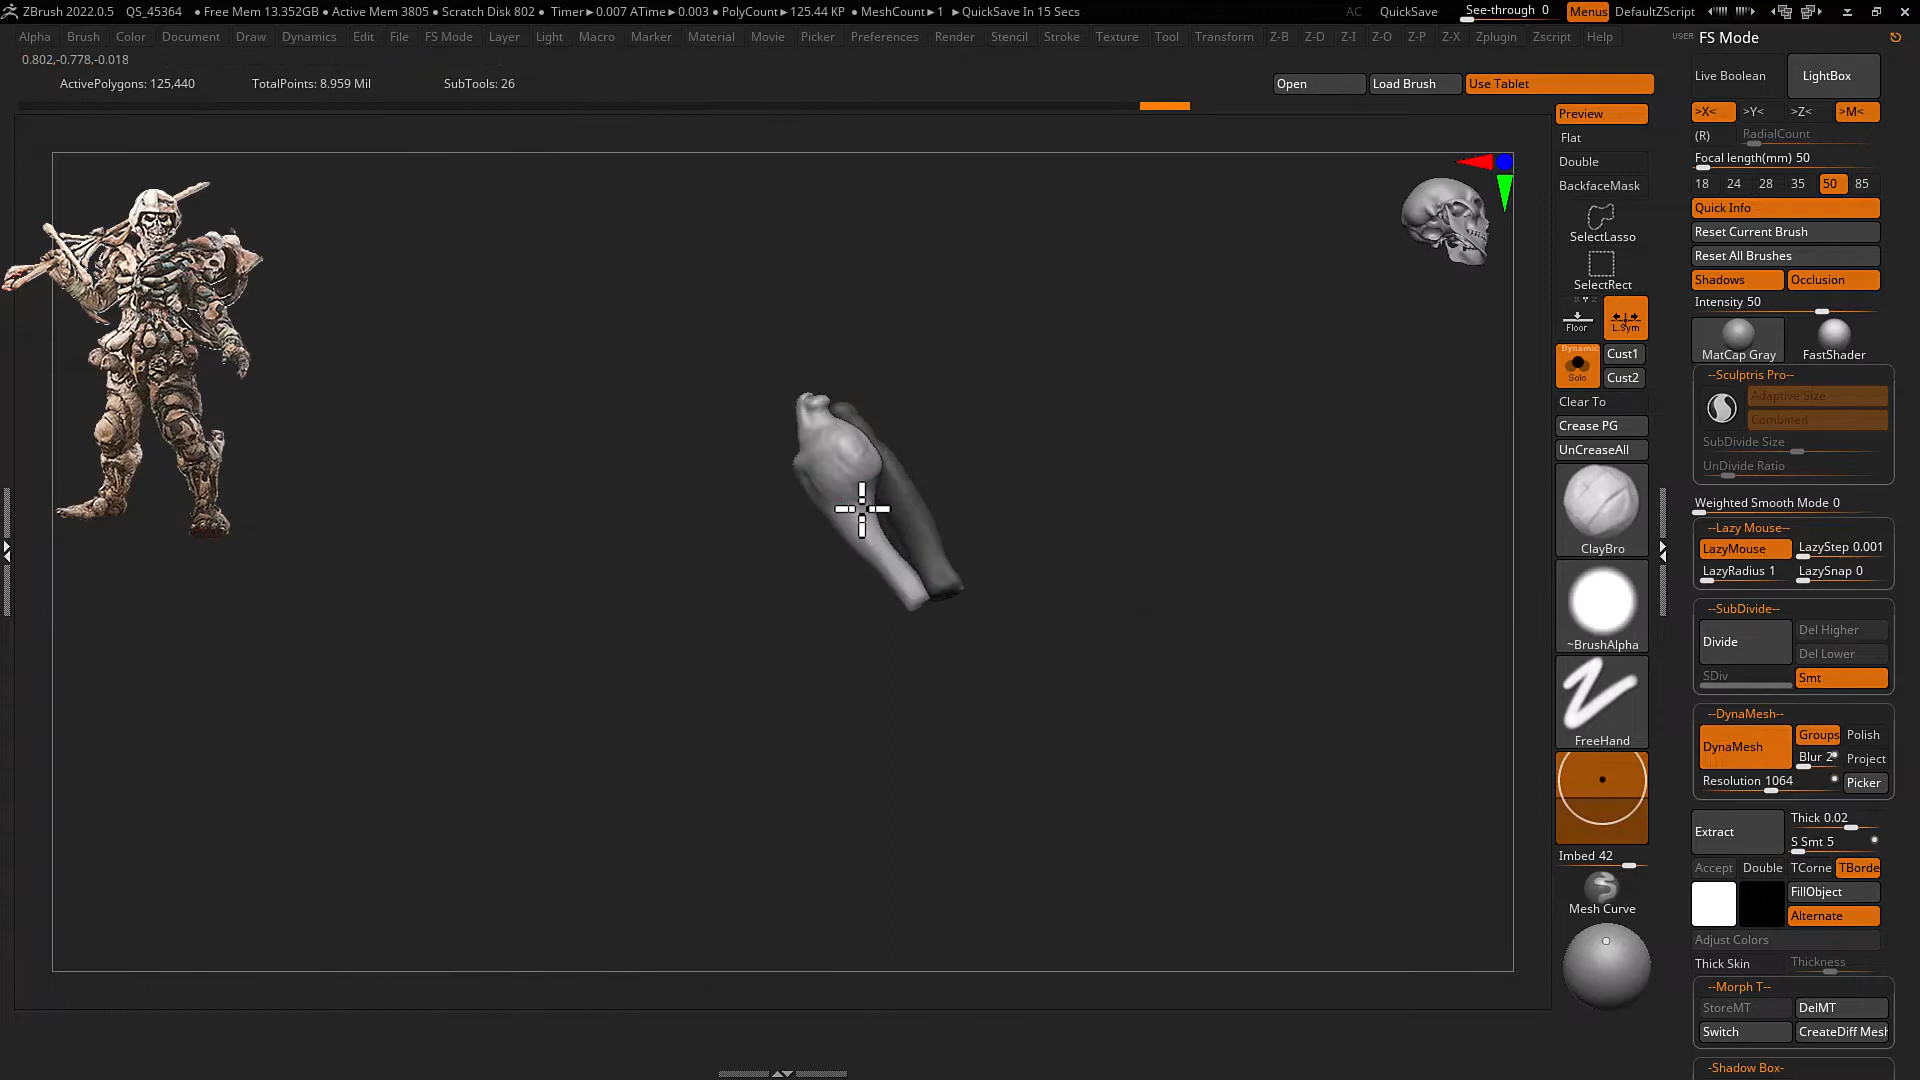 ZBrush 2022.0.5 QS_45364 ● Free Mem 13.352GB ● Active Mem 3805 ● Scratch Disk 802 ● Timer►0.007 ATime►0.003 ● PolyCount►125.44 KP ● MeshCount►1 ►QuickSave In 15 Secs AC QuickSave See-through 0 Menus DefaultZScript
Alpha Brush Color Document Draw Dynamics Edit File FS Mode Layer Light Macro Marker Material Movie Picker Preferences Render Stencil Stroke Texture Tool Transform Z-B Z-D Z-I Z-O Z-P Z-X Zplugin Zscript Help
USER FS Mode
0.802,-0.778,-0.018
ActivePolygons: 125,440 TotalPoints: 8.959 Mil SubTools: 26
Open Load Brush Use Tablet
Preview
Flat
Double
BackfaceMask
SelectLasso
SelectRect
Floor L.Sym
Dynamic
Solo
Cust1
Cust2
Clear To
Crease PG
UnCreaseAll
ClayBro
~BrushAlpha
FreeHand
Imbed 42
Mesh Curve
Live Boolean LightBox
>X< >Y< >Z< >M<
(R) RadialCount
Focal length(mm) 50
18 24 28 35 50 85
Quick Info
Reset Current Brush
Reset All Brushes
Shadows Occlusion
Intensity 50
MatCap Gray FastShader
--Sculptris Pro--
Adaptive Size
Combined
SubDivide Size
UnDivide Ratio
Weighted Smooth Mode 0
--Lazy Mouse--
LazyMouse LazyStep 0.001
LazyRadius 1 LazySnap 0
--SubDivide--
Divide Del Higher
Del Lower
SDiv Smt
--DynaMesh--
DynaMesh Groups Polish
Blur 2 Project
Resolution 1064 Picker
Extract Thick 0.02
S Smt 5
Accept Double TCorne TBorde
FillObject
Alternate
Adjust Colors
Thick Skin Thickness
--Morph T--
StoreMT DelMT
Switch CreateDiff Mesh
-Shadow Box-